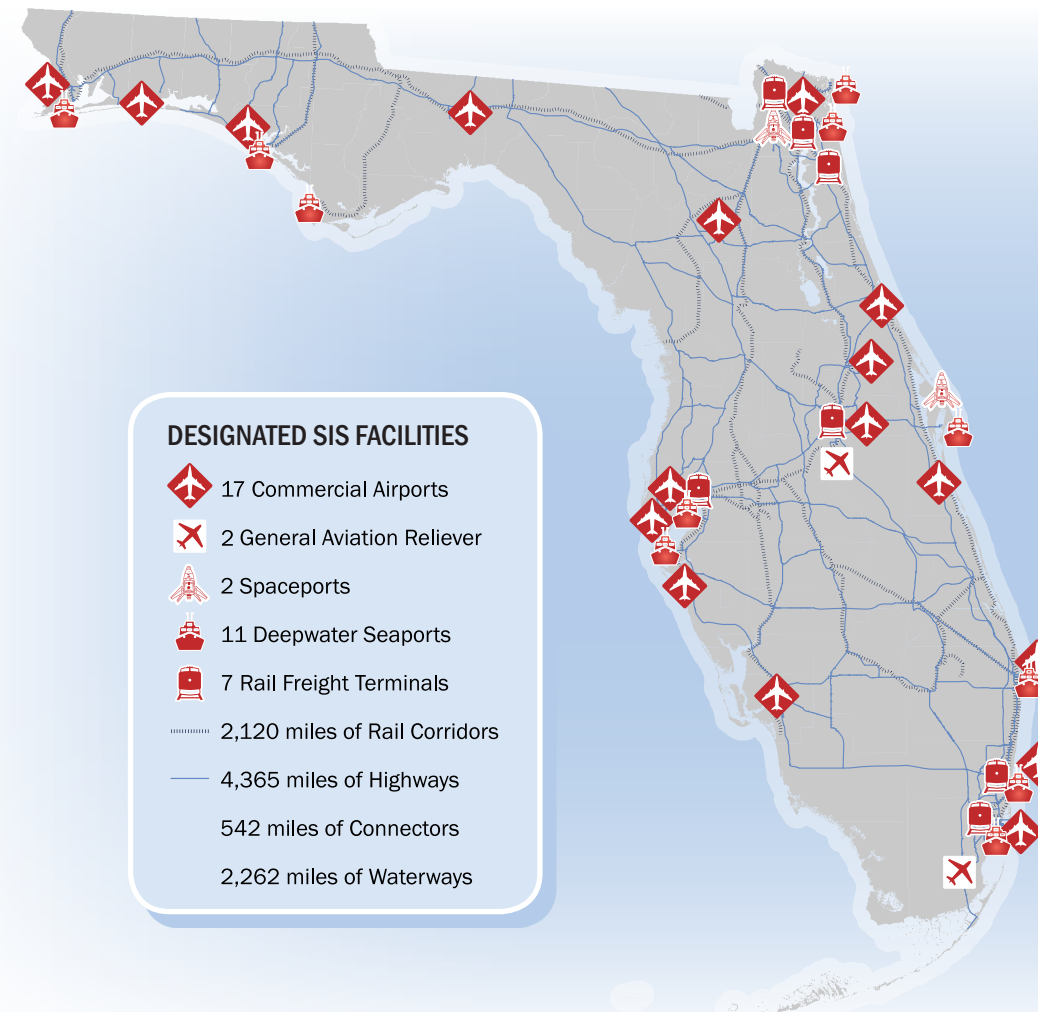 DESIGNATED SIS FACILITIES
17 Commercial Airports
2 General Aviation Reliever
2 Spaceports
11 Deepwater Seaports
7 Rail Freight Terminals
2,120 miles of Rail Corridors
4,365 miles of Highways
542 miles of Connectors
2,262 miles of Waterways